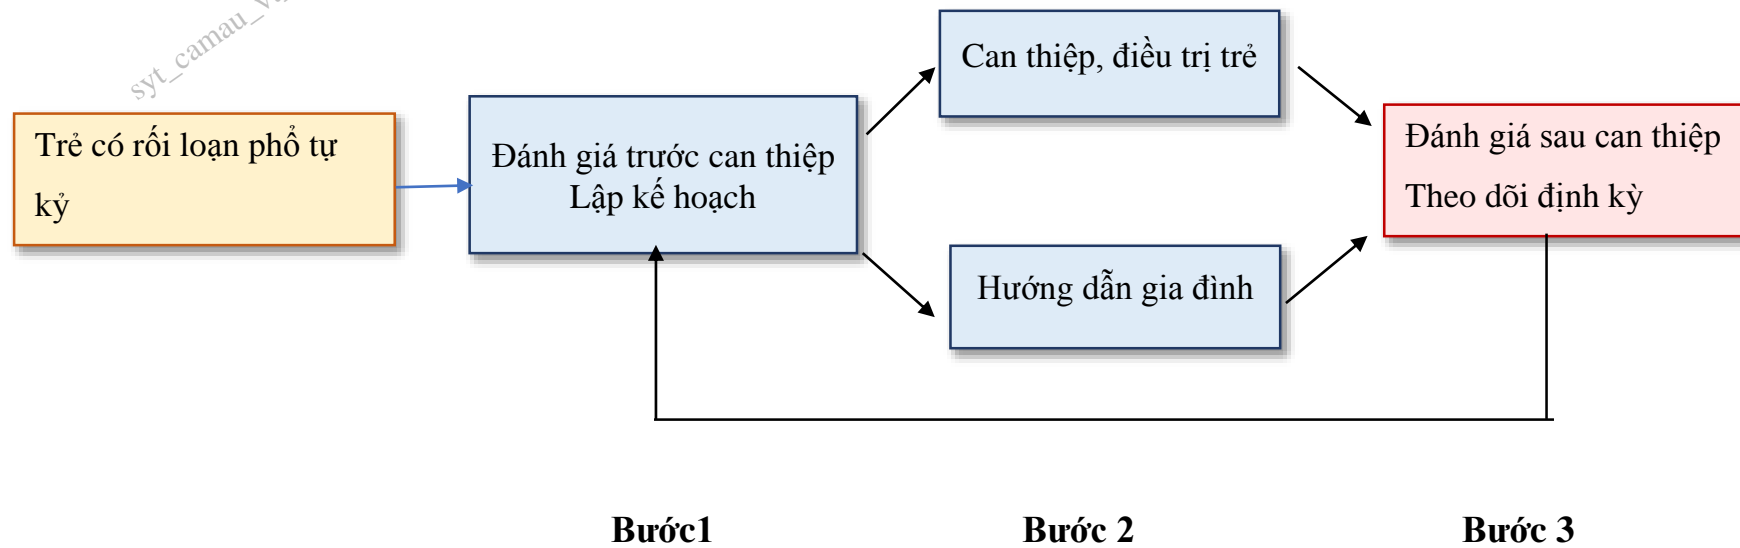 syt_camau_v
Can thiệp, điều trị trẻ
Trẻ có rối loạn phổ tự
kỷ
Đánh giá trước can thiệp
Lập kế hoạch
Đánh giá sau can thiệp
Theo dõi định kỳ
Hướng dẫn gia đình
Bước1
Bước 2
Bước 3